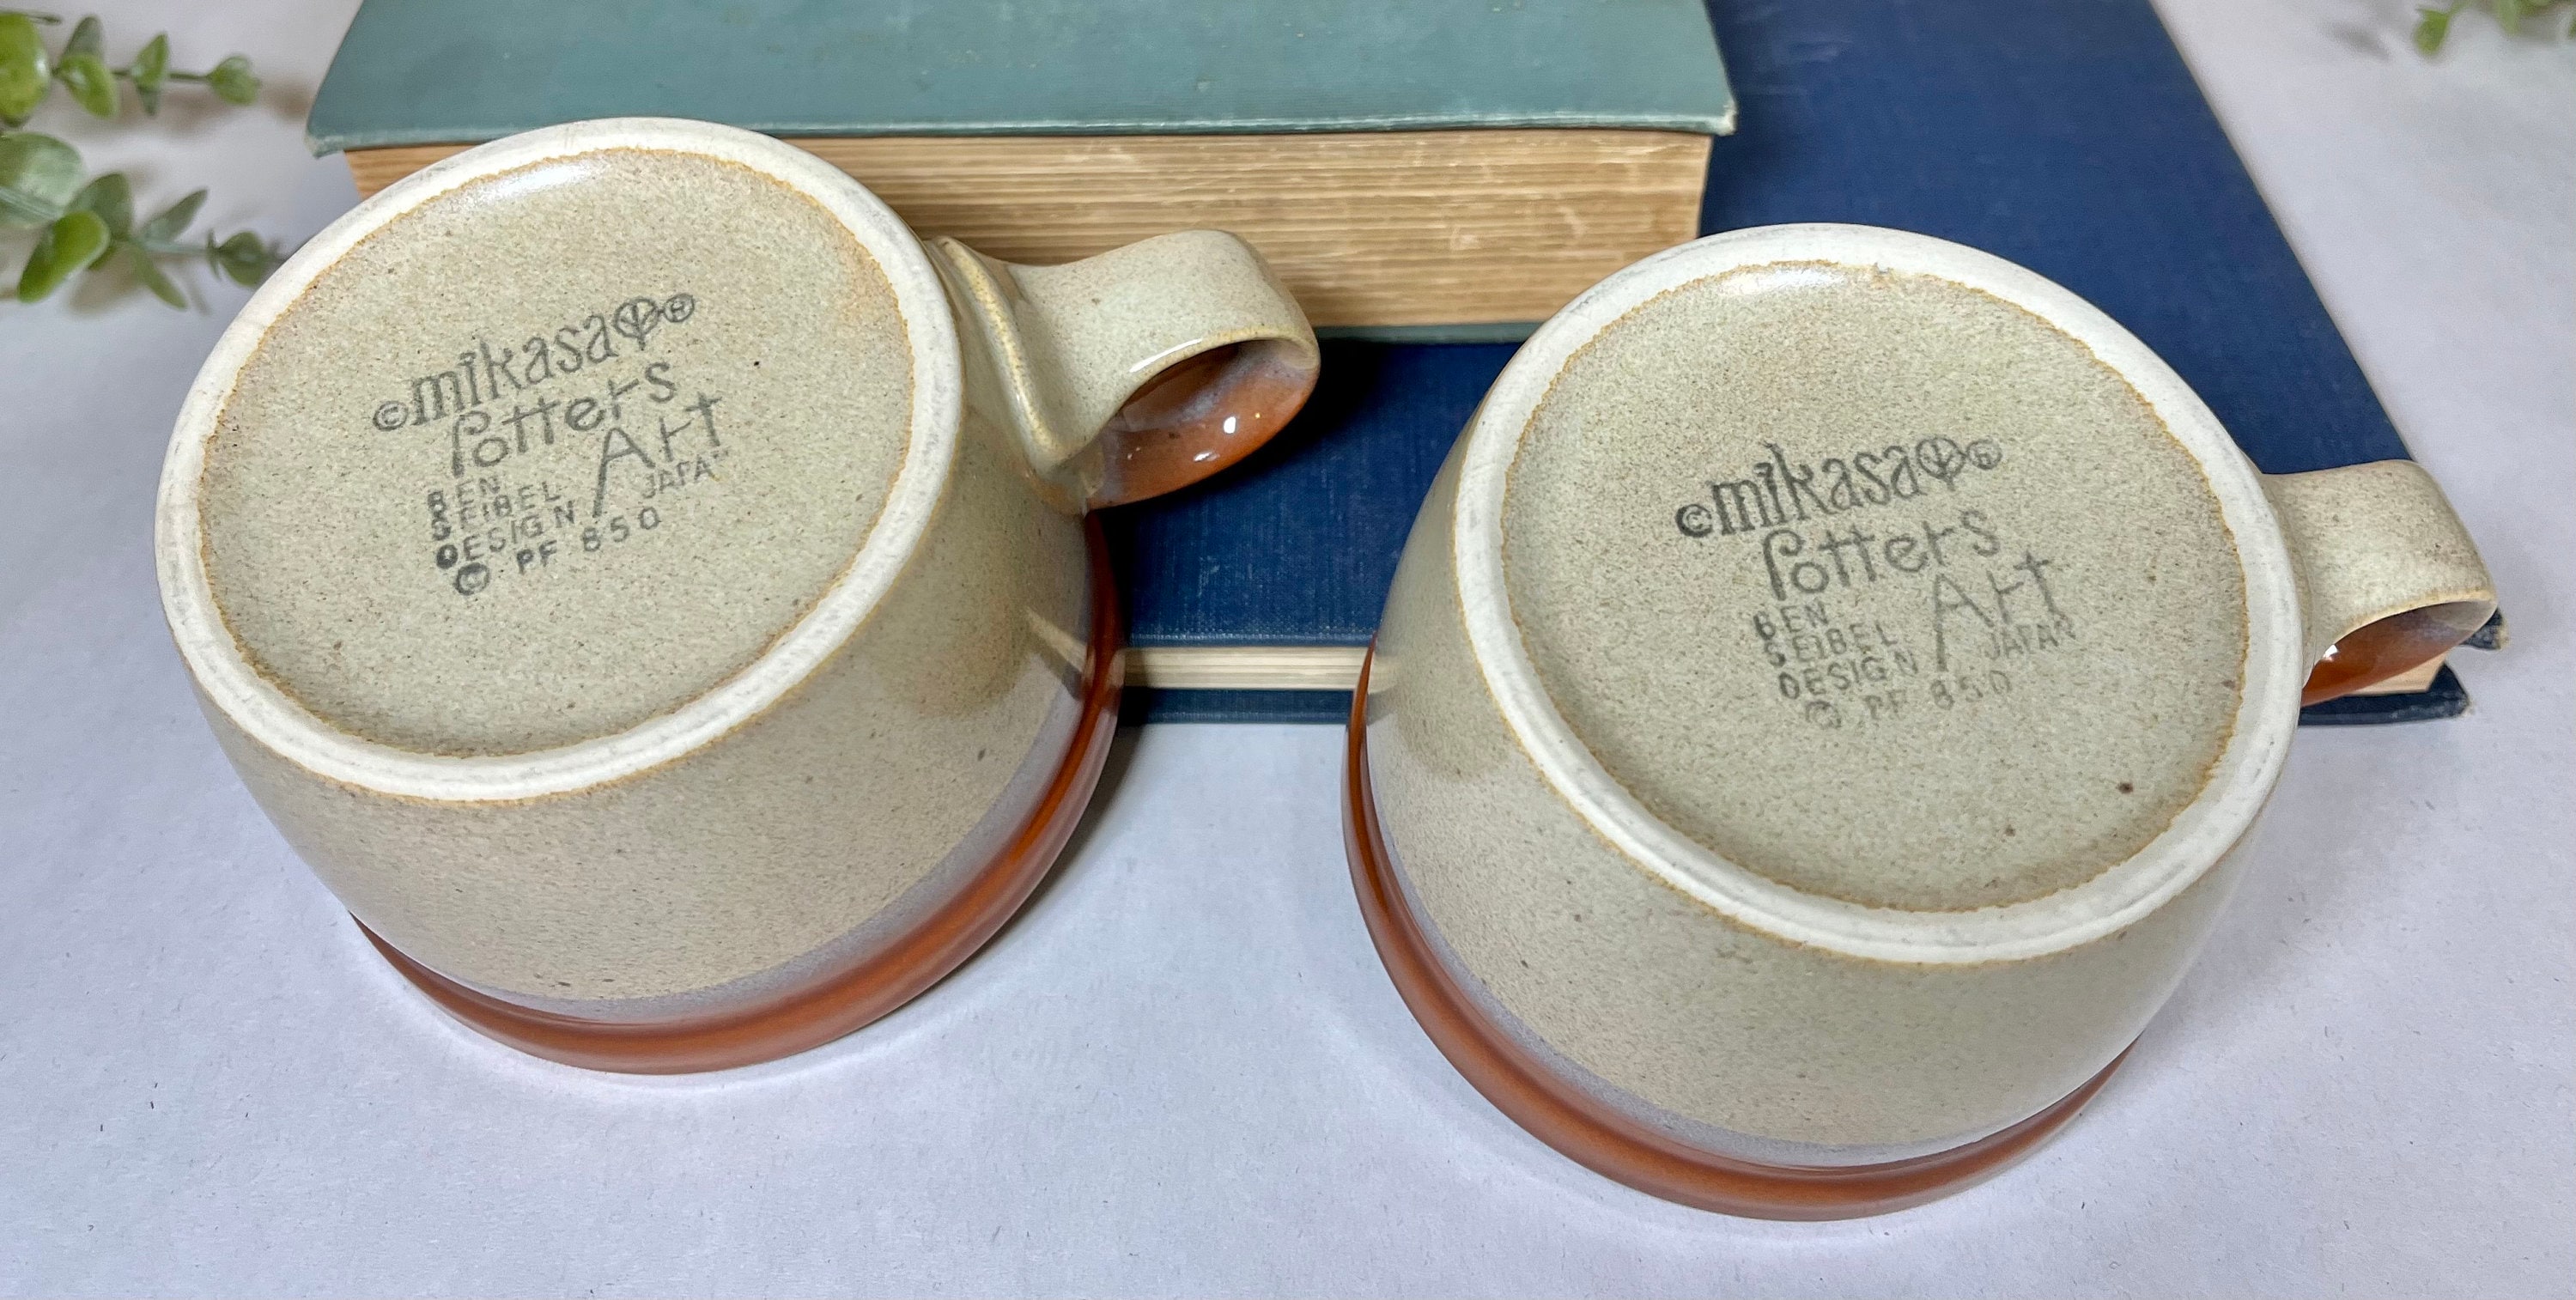 ©mikasa®
Potters
Art
BEN
SEIBEL
DESIGN
JAPAN
© PF 850
©mikasa®
Potters
Art
BEN
SEIBEL
DESIGN
JAPAN
© PF 850